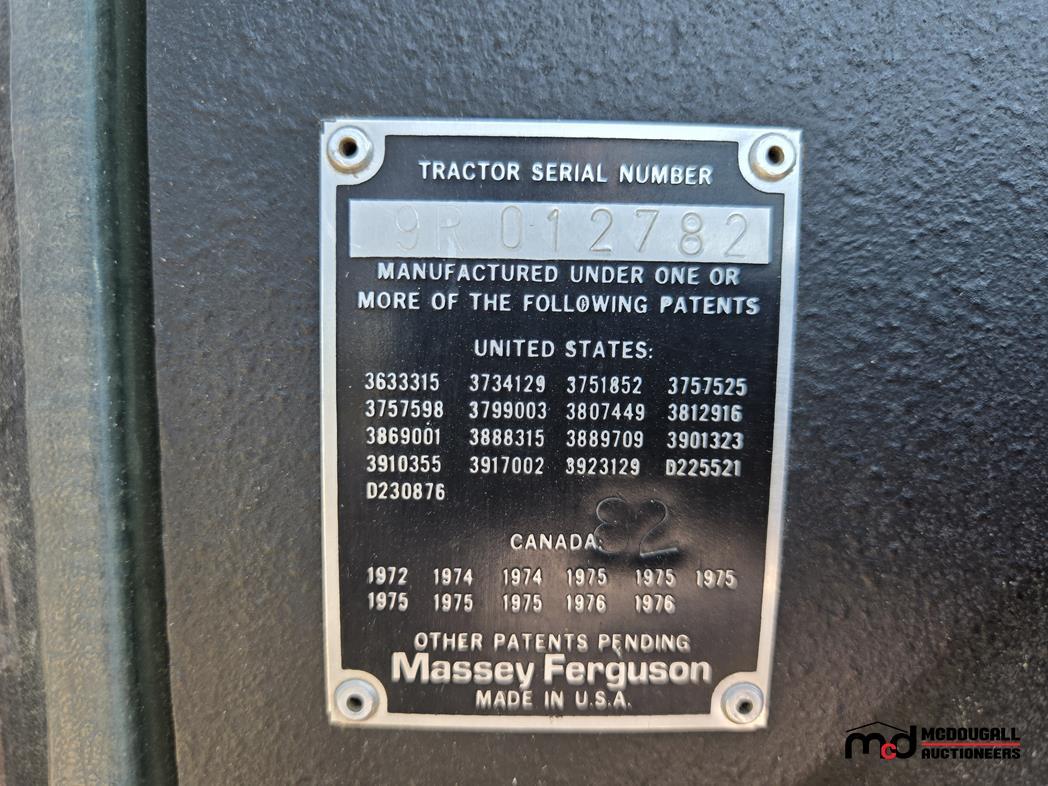 TRACTOR SERIAL NUMBER
9R 012782
MANUFACTURED UNDER ONE OR
MORE OF THE FOLLOWING PATENTS
UNITED STATES:
3633315 3734129 3751852 3757525
3757598 3799003 3807449 3812916
3869001 3888315 3889709 3901323
3910355 3917002 3923129 D225521
D230876
82
CANADA:
1972 1974 1974 1975 1975 1975
1975 1975 1975 1976 1976
OTHER PATENTS PENDING
Massey Ferguson
MADE IN U.S.A.
mcd MCDOUGALL
AUCTIONEERS